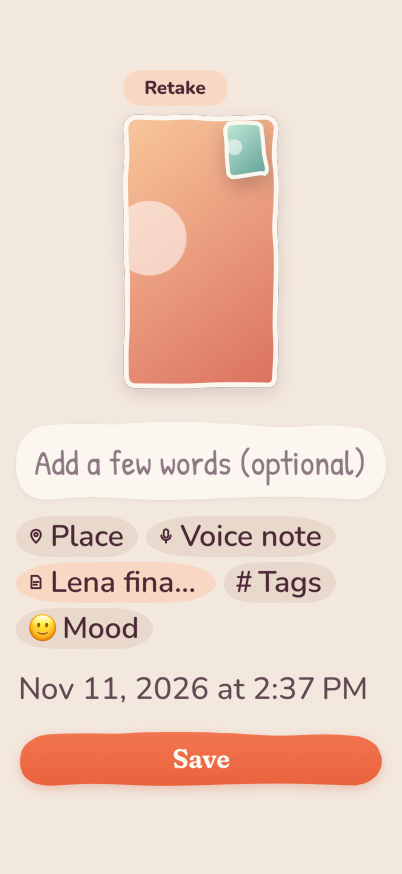 Retake
Add a few words (optional)
Place
Voice note
Lena fina...
# Tags
Mood
Nov 11, 2026 at 2:37 PM
Save